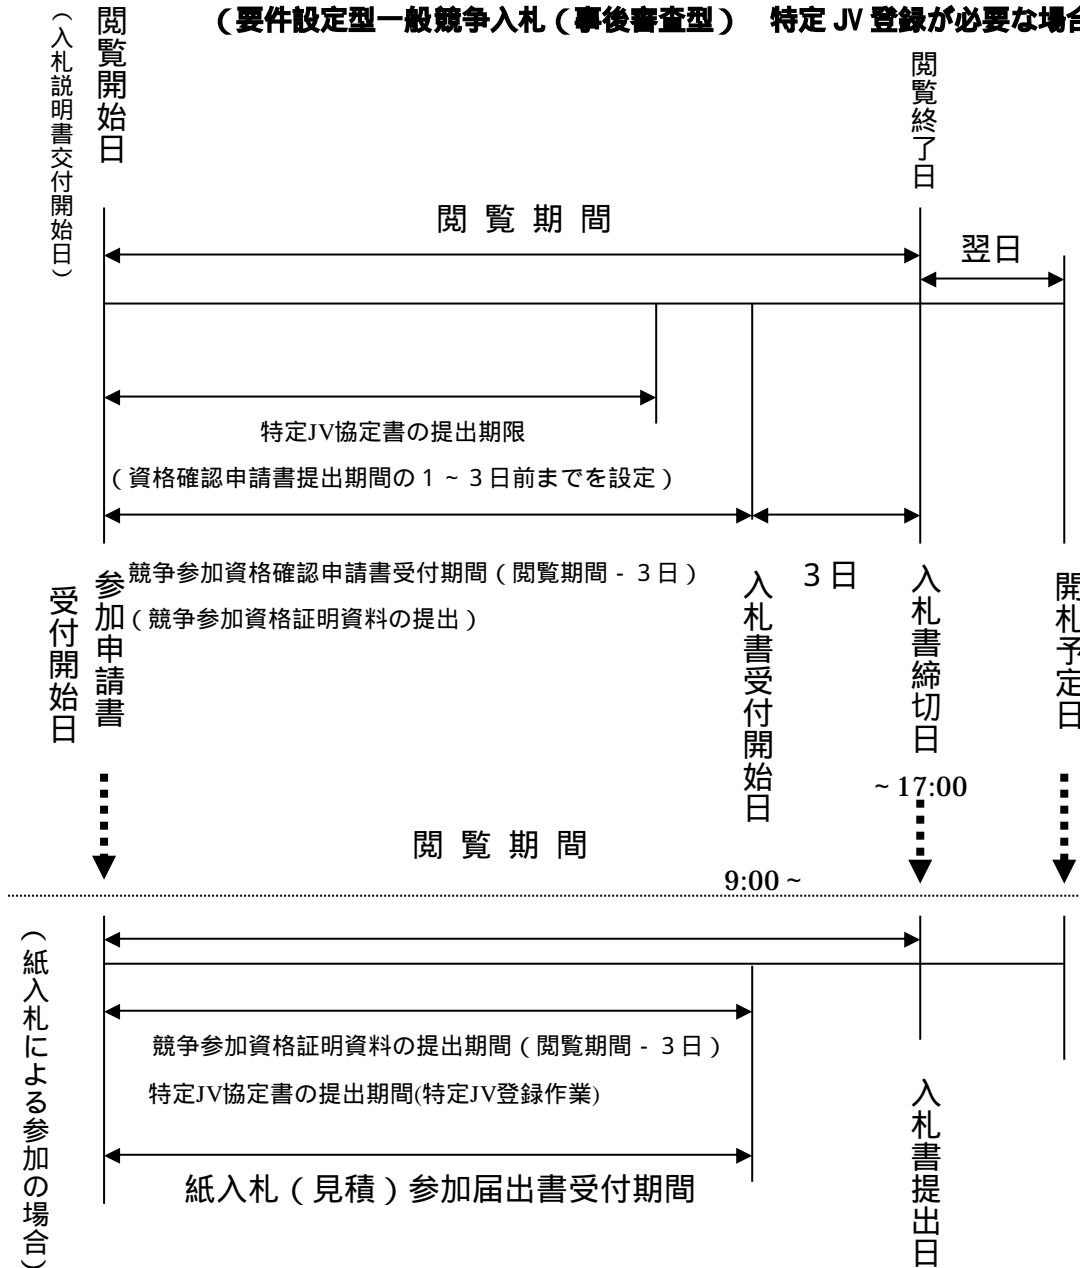 （要件設定型一般競争入札（事後審査型）　特定 JV 登録が必要な場合
閲覧開始日
（入札説明書交付開始日）
閲覧終了日
閲 覧 期 間
翌日
特定JV協定書の提出期限
（資格確認申請書提出期間の１～３日前までを設定）
競争参加資格確認申請書受付期間（閲覧期間－３日）
（競争参加資格証明資料の提出）
３日
参加申請書
受付開始日
入札書受付開始日
9:00～
入札書締切日
～17:00
開札予定日
閲 覧 期 間
（紙入札による参加の場合）
競争参加資格証明資料の提出期間（閲覧期間－３日）
特定JV協定書の提出期間(特定JV登録作業)
紙入札（見積）参加届出書受付期間
入札書提出日